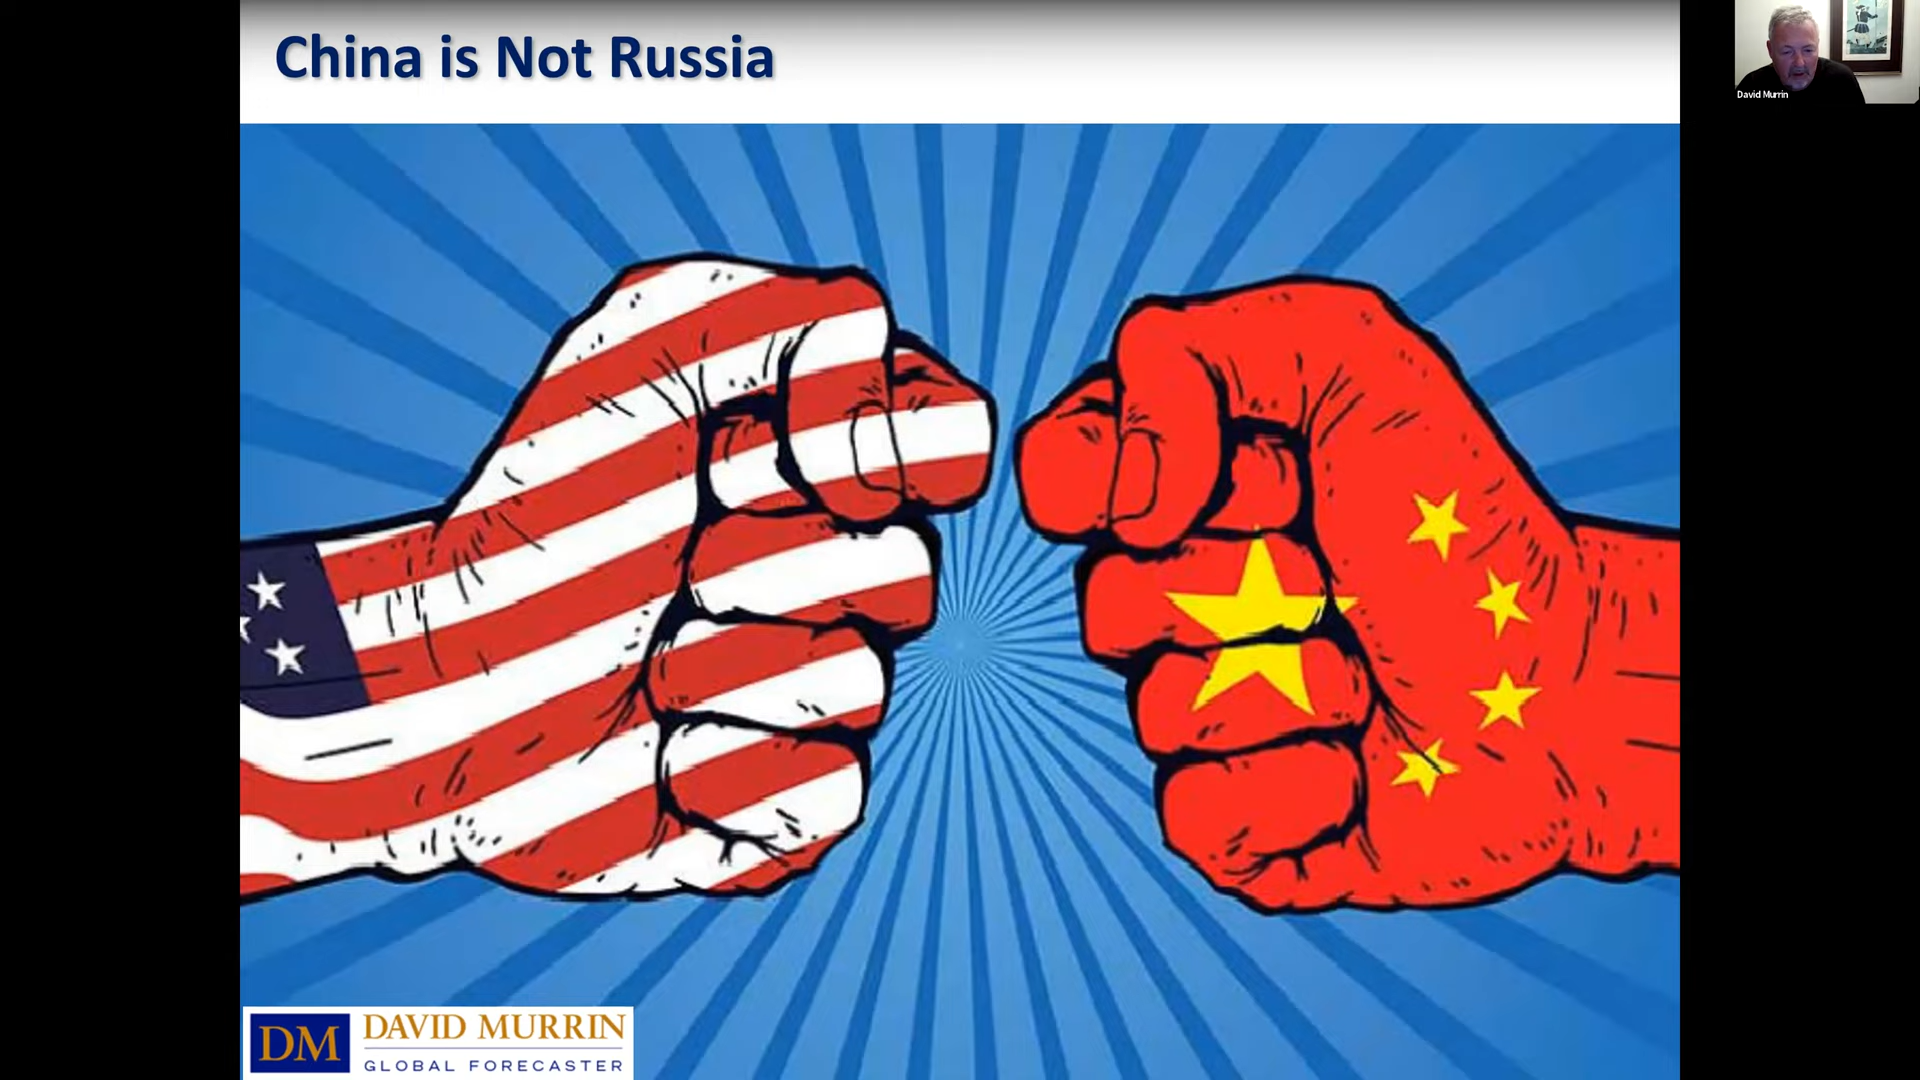 China is Not Russia
David Murrin
DM
DAVID MURRIN
GLOBAL FORECASTER